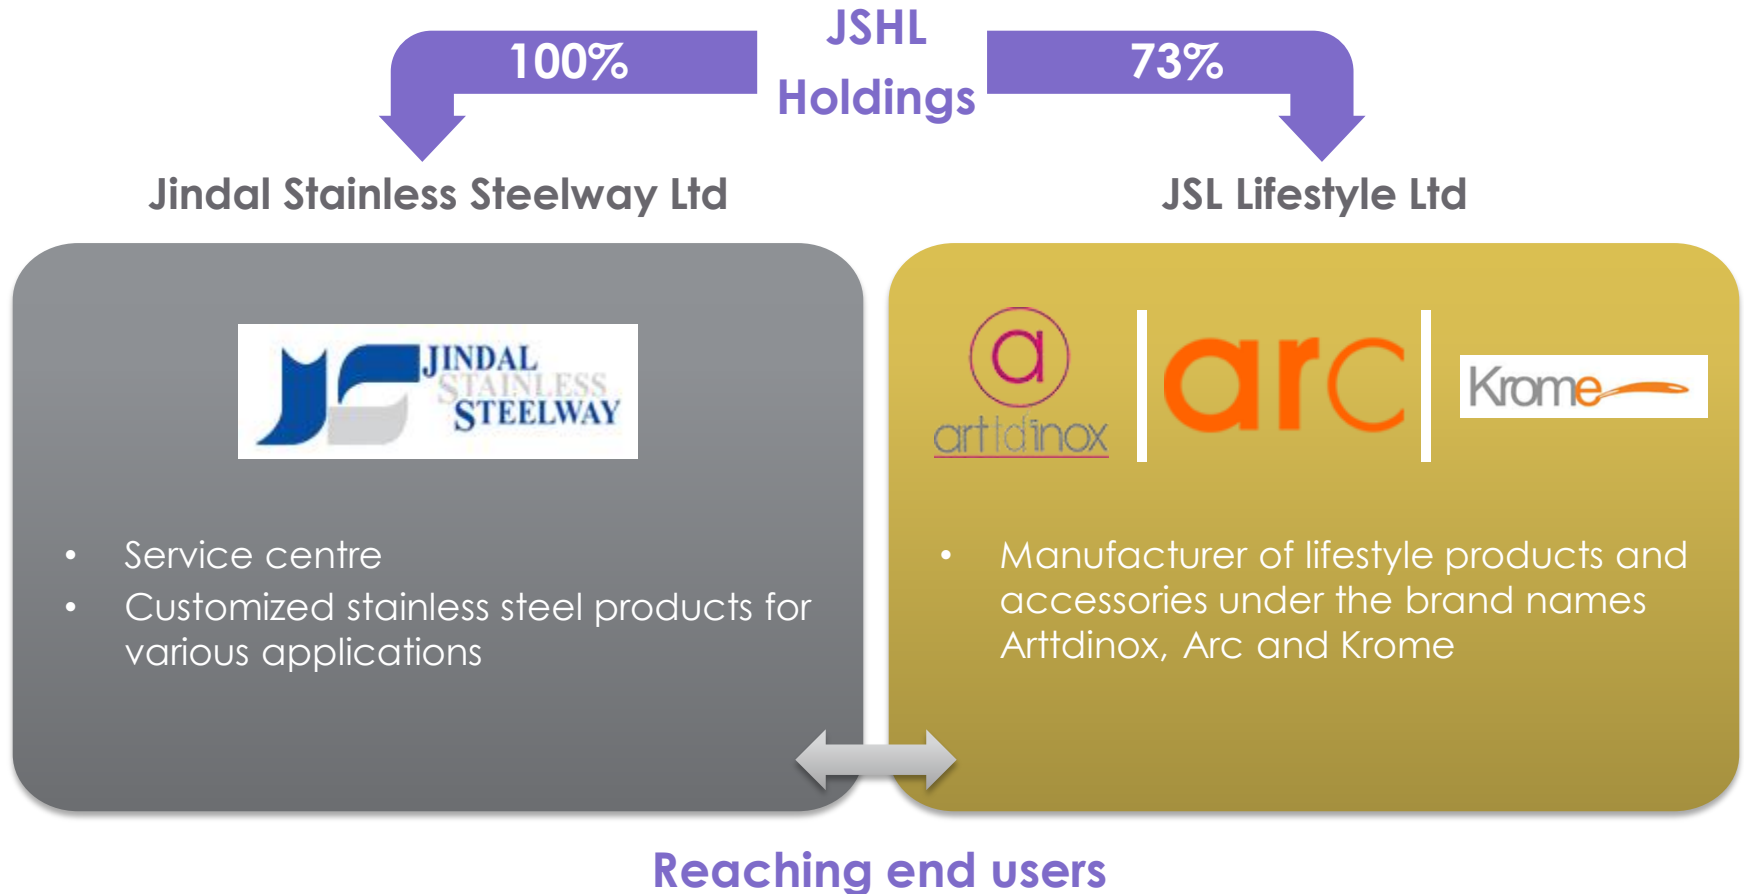 JSHL
Holdings
100%
73%
Jindal Stainless Steelway Ltd
JSL Lifestyle Ltd
JINDAL
STAINLESS
STEELWAY
a
arttdinox
arc
Krome
• Service centre
• Customized stainless steel products for
various applications
• Manufacturer of lifestyle products and
accessories under the brand names
Arttdinox, Arc and Krome
Reaching end users